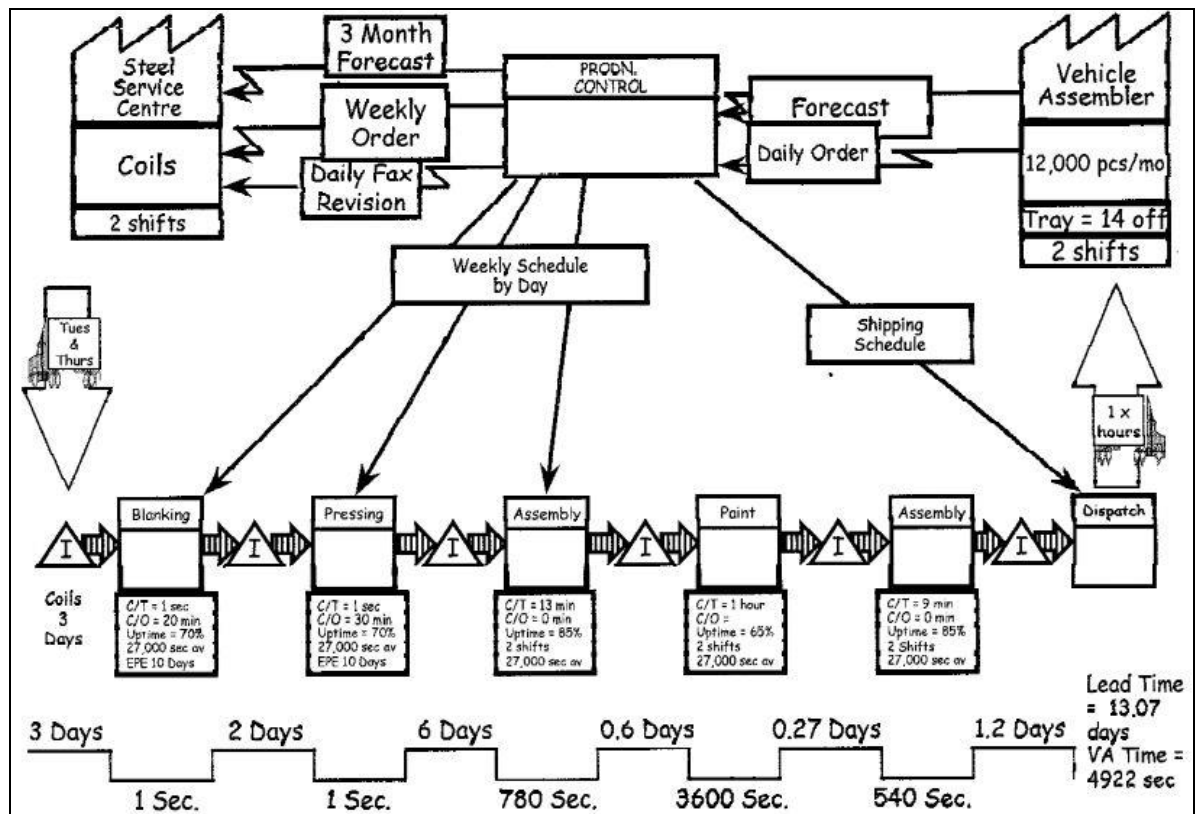 Steel
Service
Centre
Coils
2 shifts
3 Month
Forecast
Weekly
Order
Daily Fax
Revision
PRODN.
CONTROL
Forecast
Daily Order
Vehicle
Assembler
12,000 pcs/mo
Tray = 14 off
2 shifts
Weekly Schedule
by Day
Shipping
Schedule
Tues
&
Thurs
1 x
hours
I
Coils
3
Days
Blanking
C/T = 1 sec
C/O = 20 min
Uptime = 70%
27,000 sec av
EPE 10 Days
I
Pressing
C/T = 1 sec
C/O = 30 min
Uptime = 70%
27,000 sec av
EPE 10 Days
I
Assembly
C/T = 13 min
C/O = 0 min
Uptime = 85%
2 shifts
27,000 sec av
I
Paint
C/T = 1 hour
C/O =
Uptime = 65%
2 shifts
27,000 sec av
I
Assembly
C/T = 9 min
C/O = 0 min
Uptime = 85%
2 Shifts
27,000 sec av
I
Dispatch
3 Days
2 Days
6 Days
0.6 Days
0.27 Days
1.2 Days
1 Sec.
1 Sec.
780 Sec.
3600 Sec.
540 Sec.
Lead Time
= 13.07
days
VA Time =
4922 sec